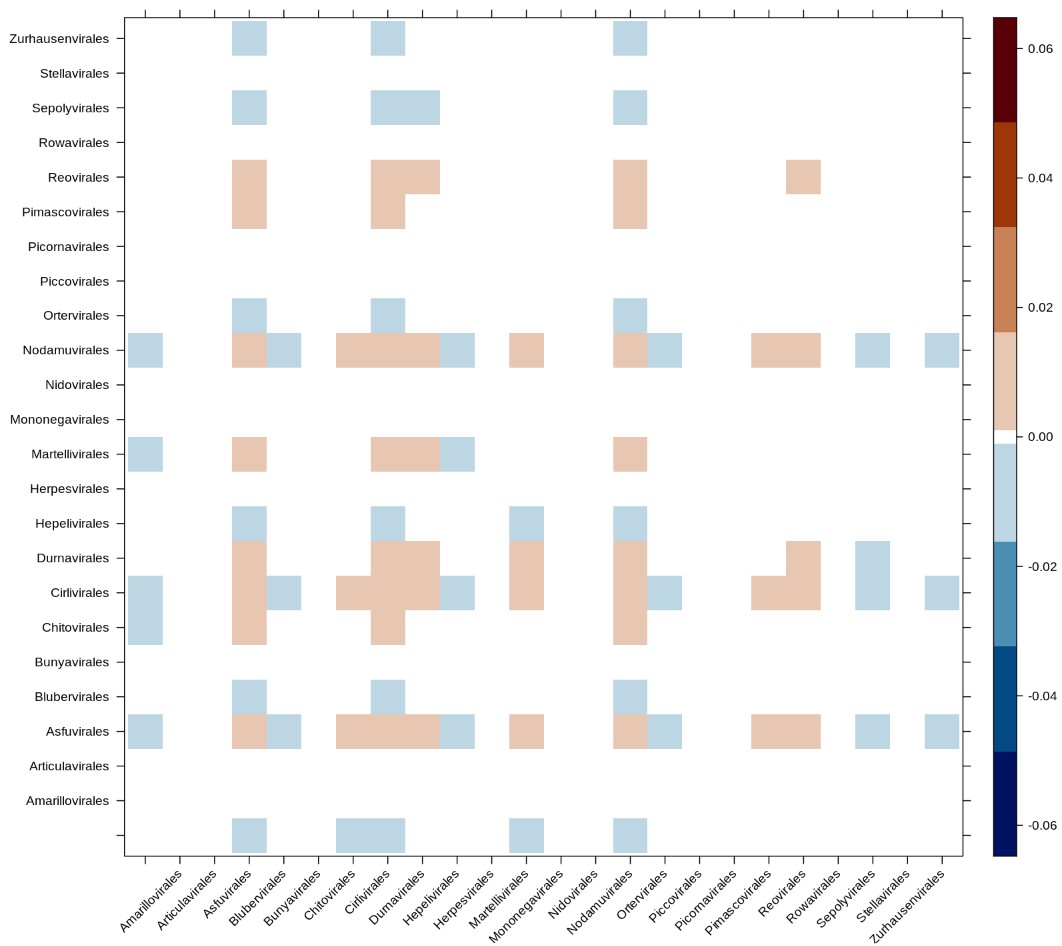 Zurhausenvirales
Stellavirales
Sepolyvirales
Rowavirales
Reovirales
Pimascovirales
Picornavirales
Piccovirales
Ortervirales
Nodamuvirales
Nidovirales
Mononegavirales
Martellivirales
Herpesvirales
Hepelivirales
Durnavirales
Cirlivirales
Chitovirales
Bunyavirales
Blubervirales
Asfuvirales
Articulavirales
Amarillovirales
Amarillovirales
Articulavirales
Asfuvirales
Blubervirales
Bunyavirales
Chitovirales
Cirlivirales
Durnavirales
Hepelivirales
Herpesvirales
Martellivirales
Mononegavirales
Nidovirales
Nodamuvirales
Ortervirales
Piccovirales
Picornavirales
Pimascovirales
Reovirales
Rowavirales
Sepolyvirales
Stellavirales
Zurhausenvirales
0.06
0.04
0.02
0.00
-0.02
-0.04
-0.06